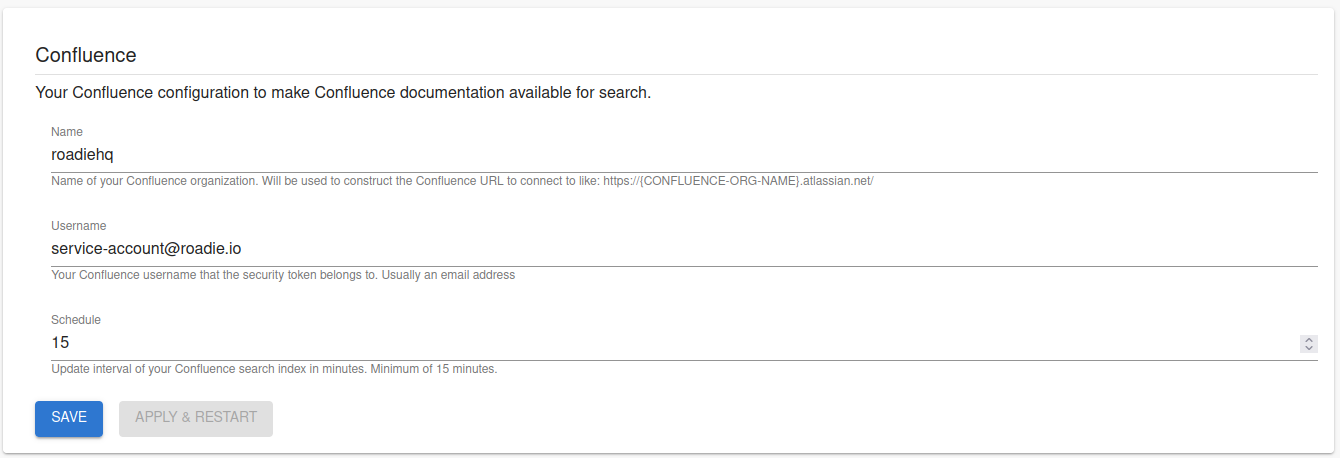 Confluence
Your Confluence configuration to make Confluence documentation available for search.
Name
roadiehq
Name of your Confluence organization. Will be used to construct the Confluence URL to connect to like: https://{CONFLUENCE-ORG-NAME}.atlassian.net/
Username
service-account@roadie.io
Your Confluence username that the security token belongs to. Usually an email address
Schedule
15
Update interval of your Confluence search index in minutes. Minimum of 15 minutes.
SAVE APPLY & RESTART